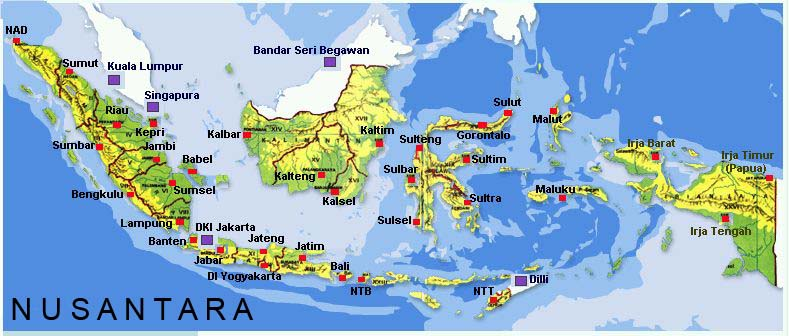 NAD
Sumut
Kuala Lumpur
Bandar Seri Begawan
Singapura
Riau
Kepri
Sumbar
Jambi
Babel
Bengkulu
Sumsel
Lampung
Banten
DKI Jakarta
Jabar
Jateng
DI Yogyakarta
Jatim
Bali
NTB
NTT
Dilli
Kalbar
Kalteng
Kalsel
Kaltim
Sulteng
Gorontalo
Sulut
Sultim
Sulbar
Sulsel
Sultra
Malut
Maluku
Irja Barat
Irja Timur
(Papua)
Irja Tengah
NUSANTARA